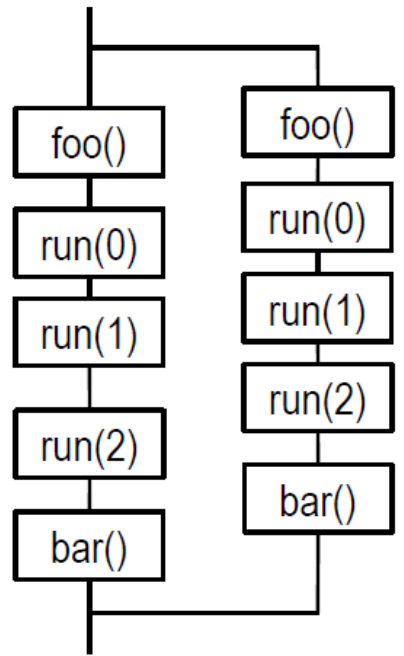 foo()
run(0)
run(1)
run(2)
bar()
foo()
run(0)
run(1)
run(2)
bar()